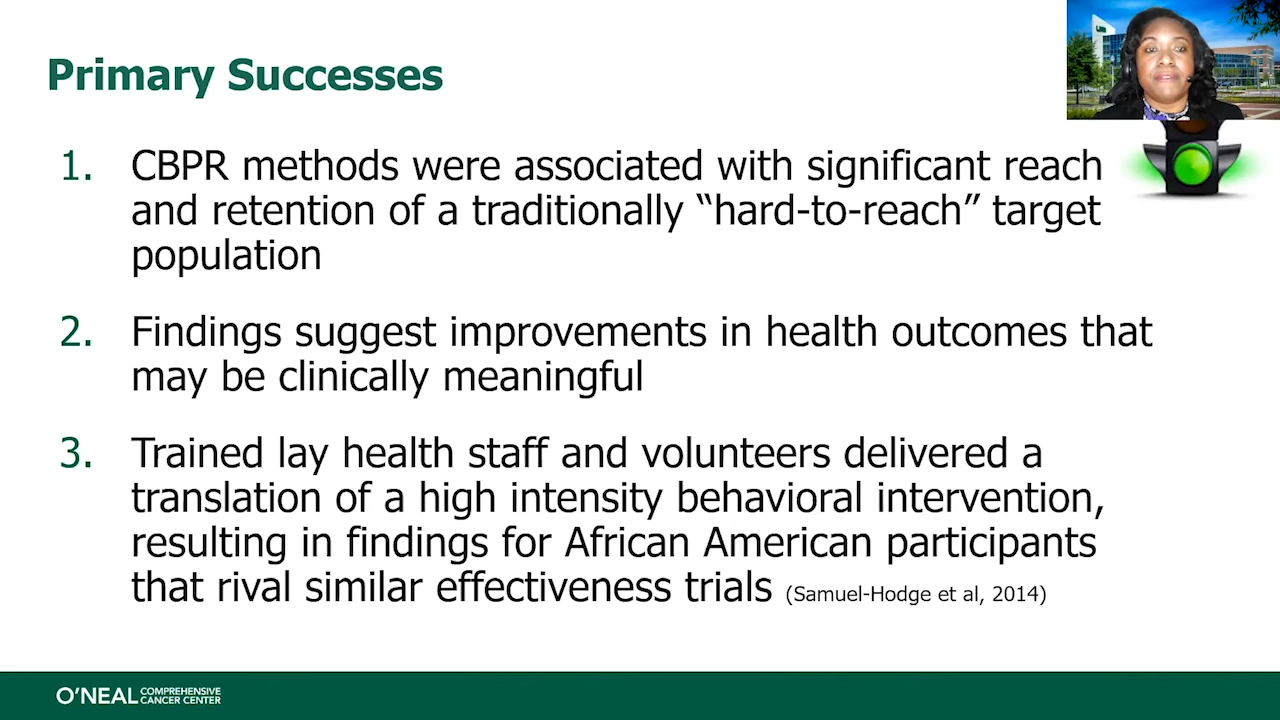 Primary Successes
1. CBPR methods were associated with significant reach
and retention of a traditionally “hard-to-reach” target
population
2. Findings suggest improvements in health outcomes that
may be clinically meaningful
3. Trained lay health staff and volunteers delivered a
translation of a high intensity behavioral intervention,
resulting in findings for African American participants
that rival similar effectiveness trials (Samuel-Hodge et al, 2014)
O’NEAL COMPREHENSIVE
CANCER CENTER